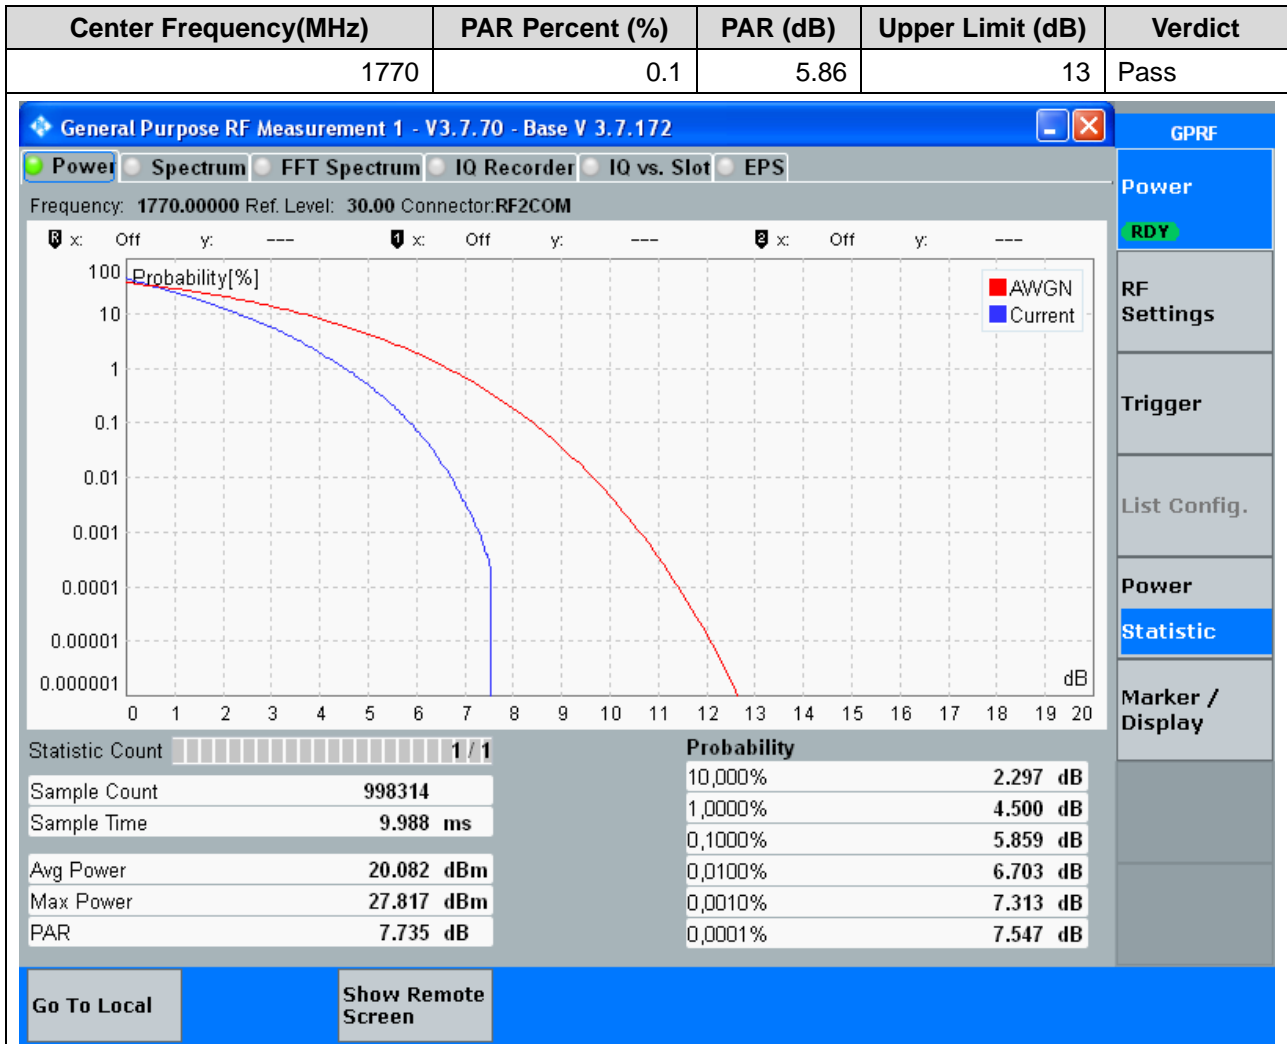 Center Frequency(MHz) PAR Percent (%) PAR (dB) Upper Limit (dB) Verdict
1770 0.1 5.86 13 Pass
General Purpose RF Measurement 1 - V3.7.70 - Base V 3.7.172
GPRF
Power Spectrum FFT Spectrum IQ Recorder IQ vs. Slot EPS
Frequency: 1770.00000 Ref. Level: 30.00 Connector:RF2COM
R x: Off y: --- 1 x: Off y: --- 2 x: Off y: ---
Probability[%]
100
10
1
0.1
0.01
0.001
0.0001
0.00001
0.000001
AWGN
Current
dB
0 1 2 3 4 5 6 7 8 9 10 11 12 13 14 15 16 17 18 19 20
Statistic Count 1 / 1
Sample Count 998314
Sample Time 9.988 ms
Avg Power 20.082 dBm
Max Power 27.817 dBm
PAR 7.735 dB
Probability
10,000% 2.297 dB
1,0000% 4.500 dB
0,1000% 5.859 dB
0,0100% 6.703 dB
0,0010% 7.313 dB
0,0001% 7.547 dB
Power
RDY
RF
Settings
Trigger
List Config.
Power
Statistic
Marker /
Display
Go To Local
Show Remote
Screen